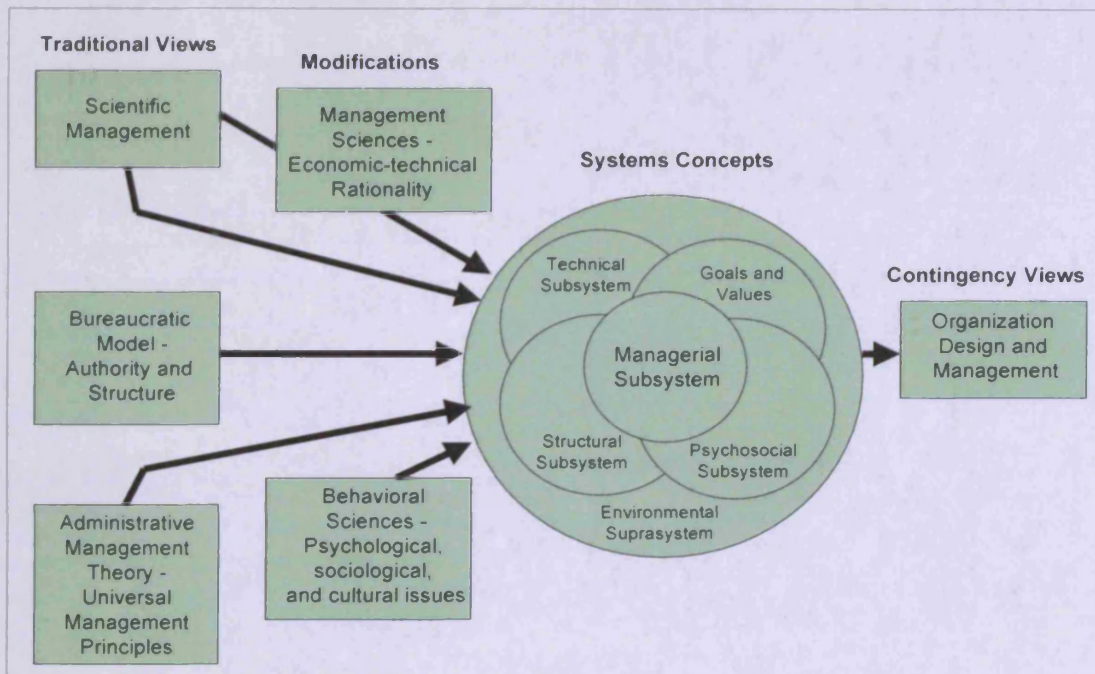 Traditional Views
Scientific
Management
Bureaucratic
Model -
Authority and
Structure
Administrative
Management
Theory -
Universal
Management
Principles
Modifications
Management
Sciences -
Economic-technical
Rationality
Behavioral
Sciences -
Psychological,
sociological,
and cultural issues
Systems Concepts
Technical
Subsystem
Goals and
Values
Managerial
Subsystem
Structural
Subsystem
Psychosocial
Subsystem
Environmental
Suprasystem
Contingency Views
Organization
Design and
Management